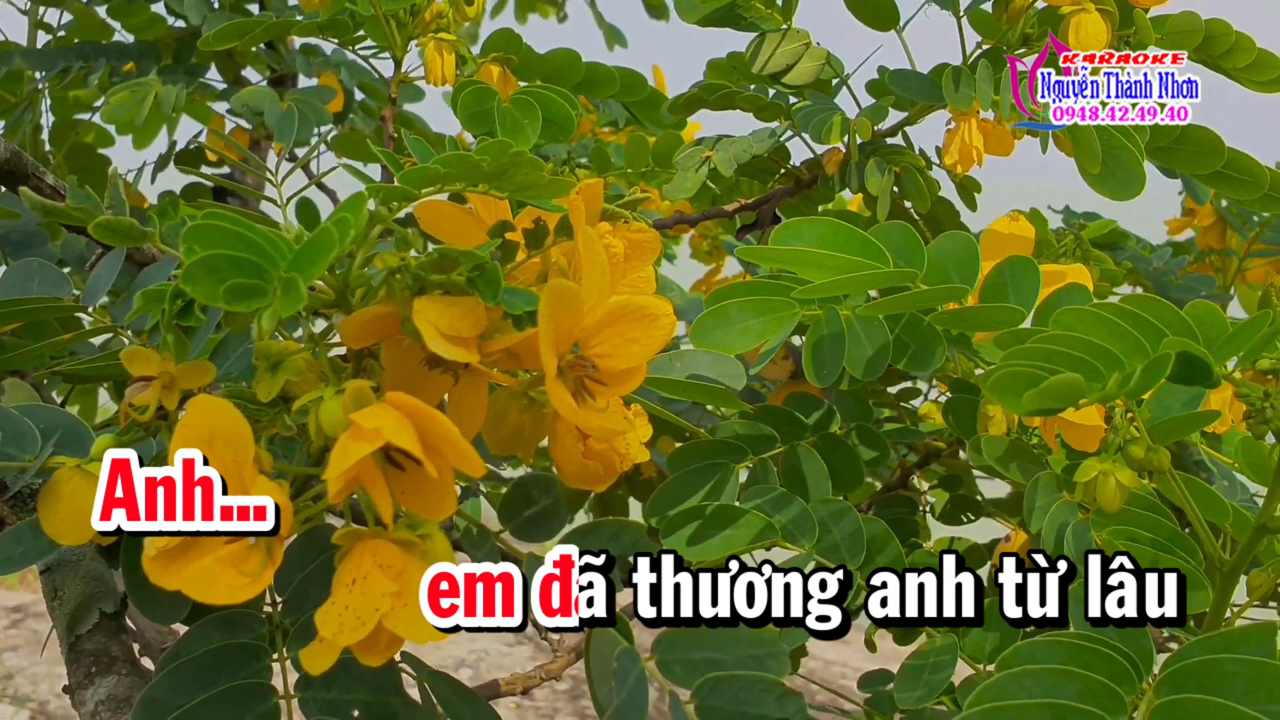 KARAOKE
Nguyễn Thành Nhơn
0948.42.49.40
Anh...
em đã thương anh từ lâu